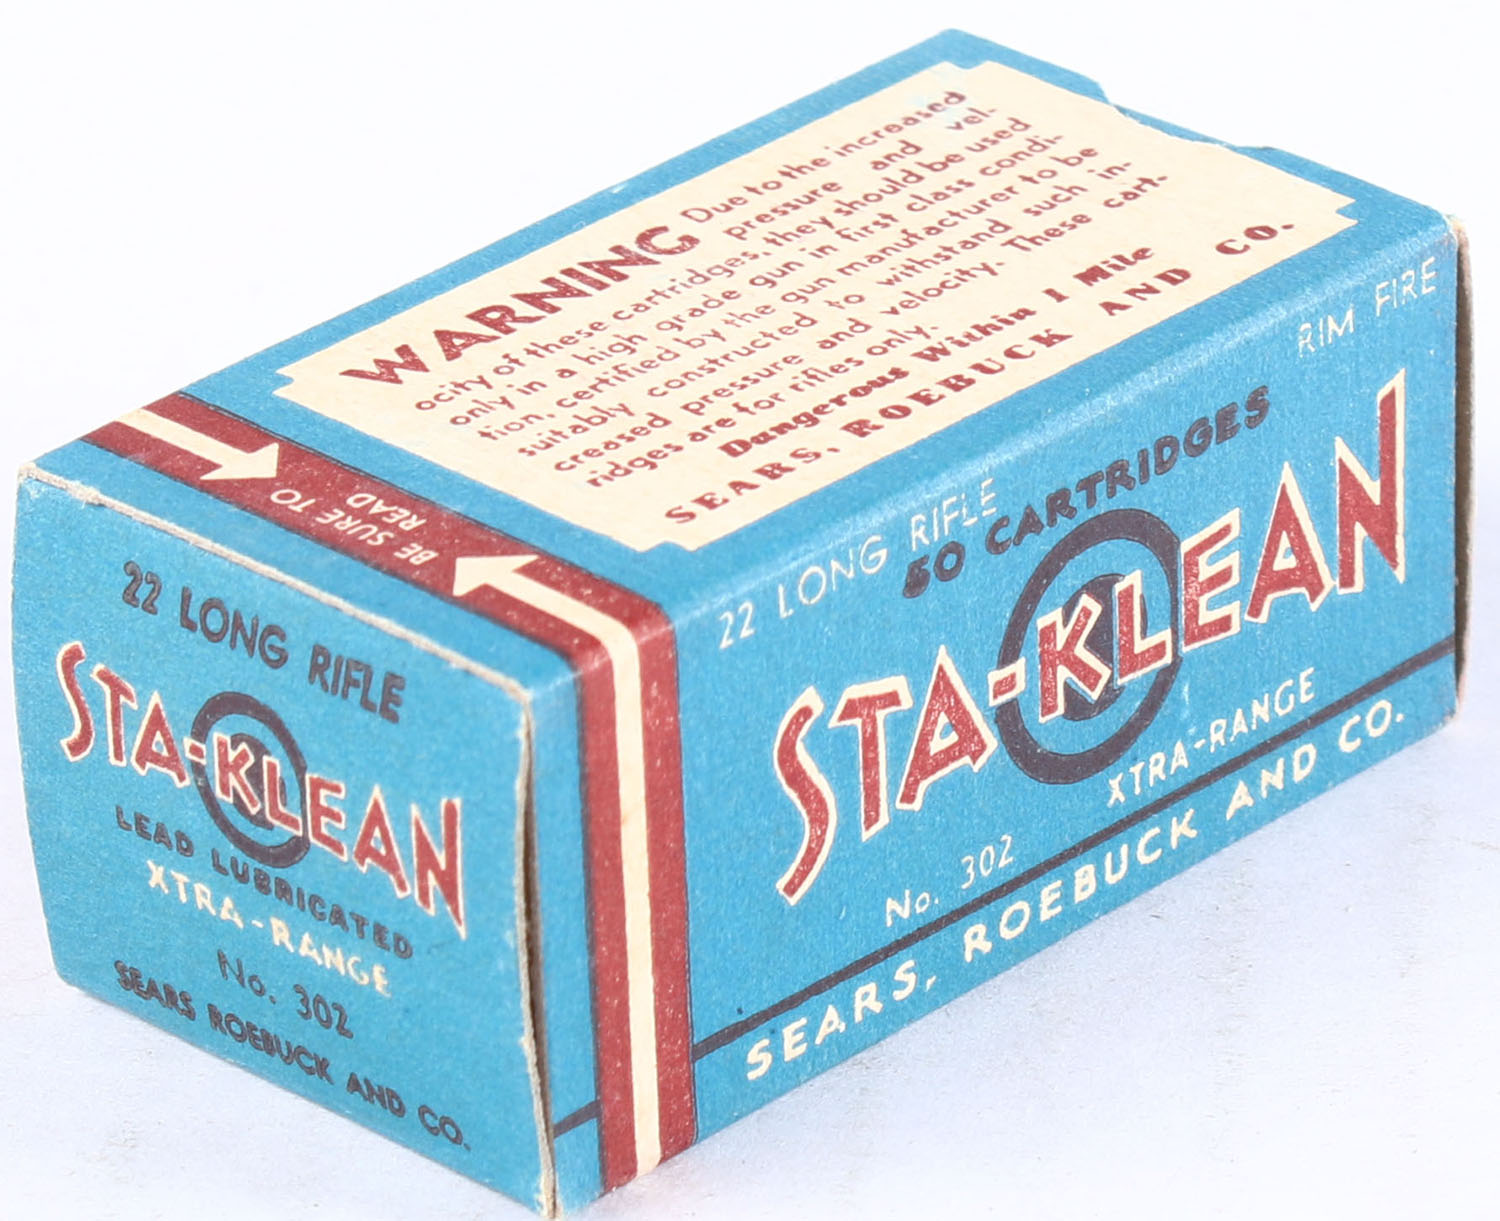 WARNING Due to the increased
pressure and vel-
ocity of these cartridges, they should be used
only in a high grade gun in first class condi-
tion, certified by the gun manufacturer to be
suitably constructed to withstand such in-
creased pressure and velocity. These cart-
ridges are for rifles only.
Dangerous Within 1 Mile
SEARS, ROEBUCK AND CO.
BE SURE TO
READ
22 LONG RIFLE
STA-KLEAN
LEAD LUBRICATED
XTRA-RANGE
No. 302
SEARS ROEBUCK AND CO.
22 LONG RIFLE RIM FIRE
50 CARTRIDGES
STA-KLEAN
No. 302 XTRA-RANGE
SEARS, ROEBUCK AND CO.